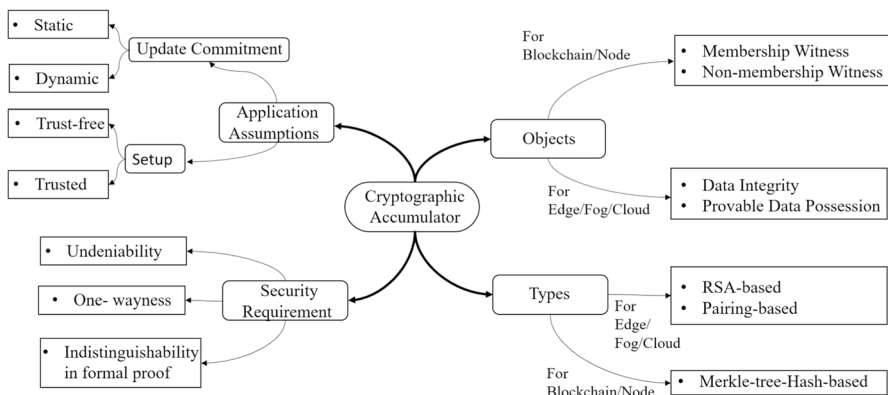 • Static
Update Commitment
• Dynamic
• Trust-free
Setup
• Trusted
Application
Assumptions
Cryptographic
Accumulator
• Undeniability
• One- wayness
• Indistinguishability
in formal proof
Security
Requirement
For
Blockchain/Node
• Membership Witness
• Non-membership Witness
Objects
For
Edge/Fog/Cloud
• Data Integrity
• Provable Data Possession
Types
For
Edge/
Fog/Cloud
• RSA-based
• Pairing-based
For
Blockchain/Node
• Merkle-tree-Hash-based